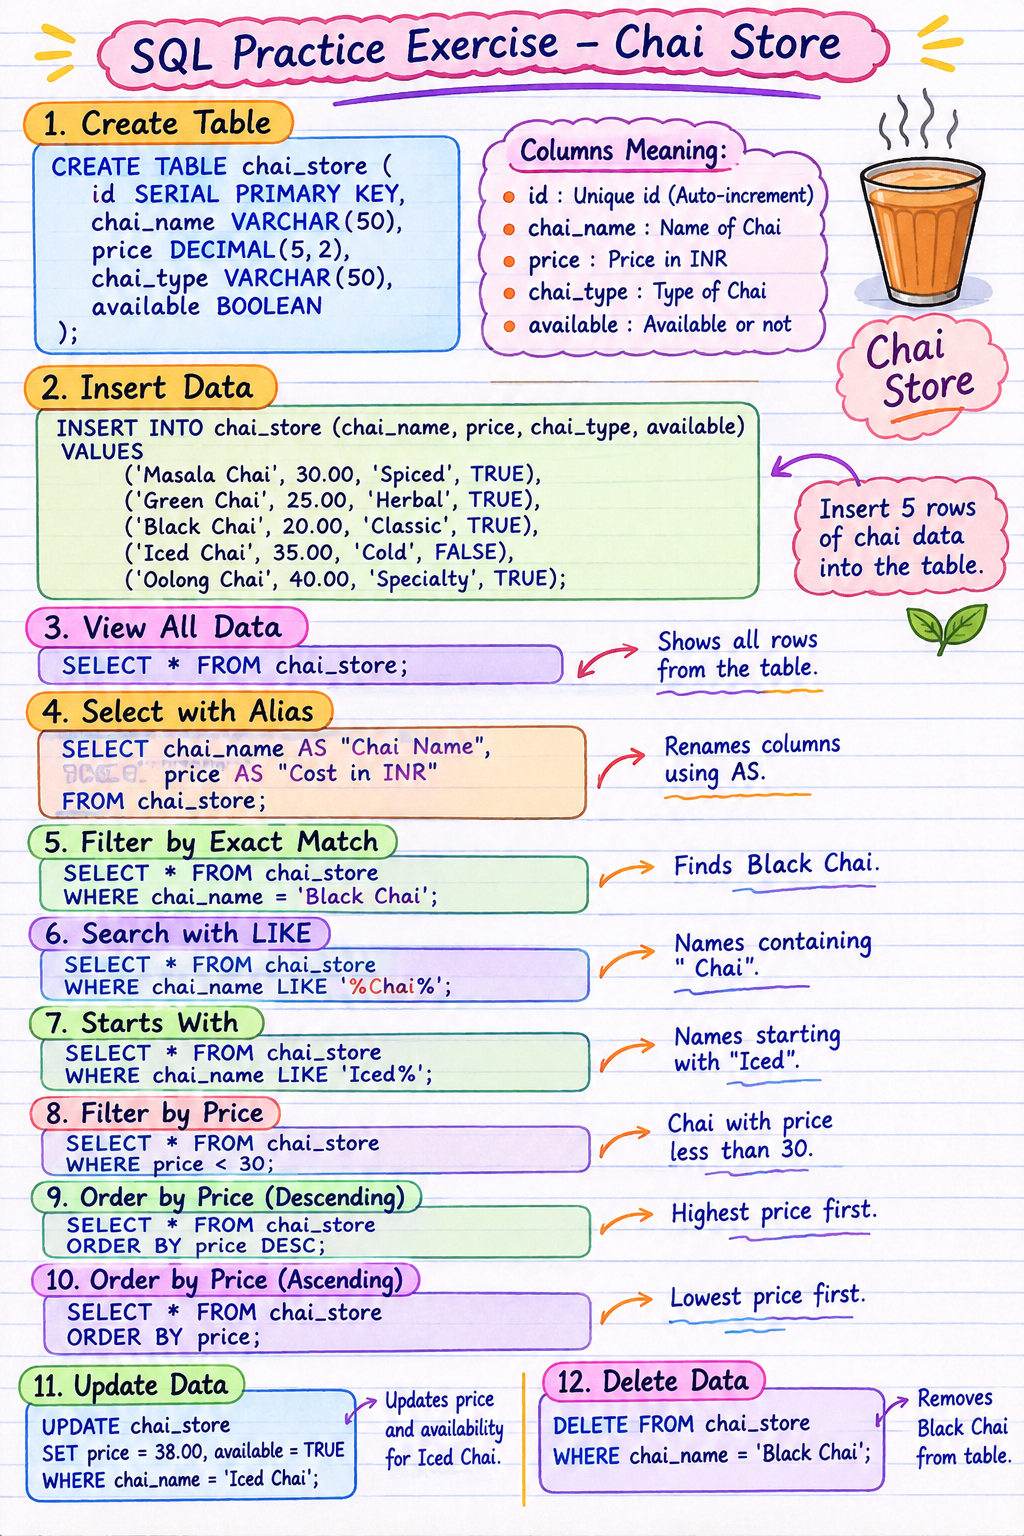 SQL Practice Exercise – Chai Store
1. Create Table
CREATE TABLE chai_store (
id SERIAL PRIMARY KEY,
chai_name VARCHAR(50),
price DECIMAL(5, 2),
chai_type VARCHAR(50),
available BOOLEAN
);
Columns Meaning:
• id : Unique id (Auto-increment)
• chai_name : Name of Chai
• price : Price in INR
• chai_type : Type of Chai
• available : Available or not
Chai
Store
2. Insert Data
INSERT INTO chai_store (chai_name, price, chai_type, available)
VALUES
('Masala Chai', 30.00, 'Spiced', TRUE),
('Green Chai', 25.00, 'Herbal', TRUE),
('Black Chai', 20.00, 'Classic', TRUE),
('Iced Chai', 35.00, 'Cold', FALSE),
('Oolong Chai', 40.00, 'Specialty', TRUE);
Insert 5 rows
of chai data
into the table.
3. View All Data
SELECT * FROM chai_store;
Shows all rows
from the table.
4. Select with Alias
SELECT chai_name AS "Chai Name",
price AS "Cost in INR"
FROM chai_store;
Renames columns
using AS.
5. Filter by Exact Match
SELECT * FROM chai_store
WHERE chai_name = 'Black Chai';
Finds Black Chai.
6. Search with LIKE
SELECT * FROM chai_store
WHERE chai_name LIKE '%Chai%';
Names containing
" Chai".
7. Starts With
SELECT * FROM chai_store
WHERE chai_name LIKE 'Iced%';
Names starting
with "Iced".
8. Filter by Price
SELECT * FROM chai_store
WHERE price < 30;
Chai with price
less than 30.
9. Order by Price (Descending)
SELECT * FROM chai_store
ORDER BY price DESC;
Highest price first.
10. Order by Price (Ascending)
SELECT * FROM chai_store
ORDER BY price;
Lowest price first.
11. Update Data
UPDATE chai_store
SET price = 38.00, available = TRUE
WHERE chai_name = 'Iced Chai';
Updates price
and availability
for Iced Chai.
12. Delete Data
DELETE FROM chai_store
WHERE chai_name = 'Black Chai';
Removes
Black Chai
from table.